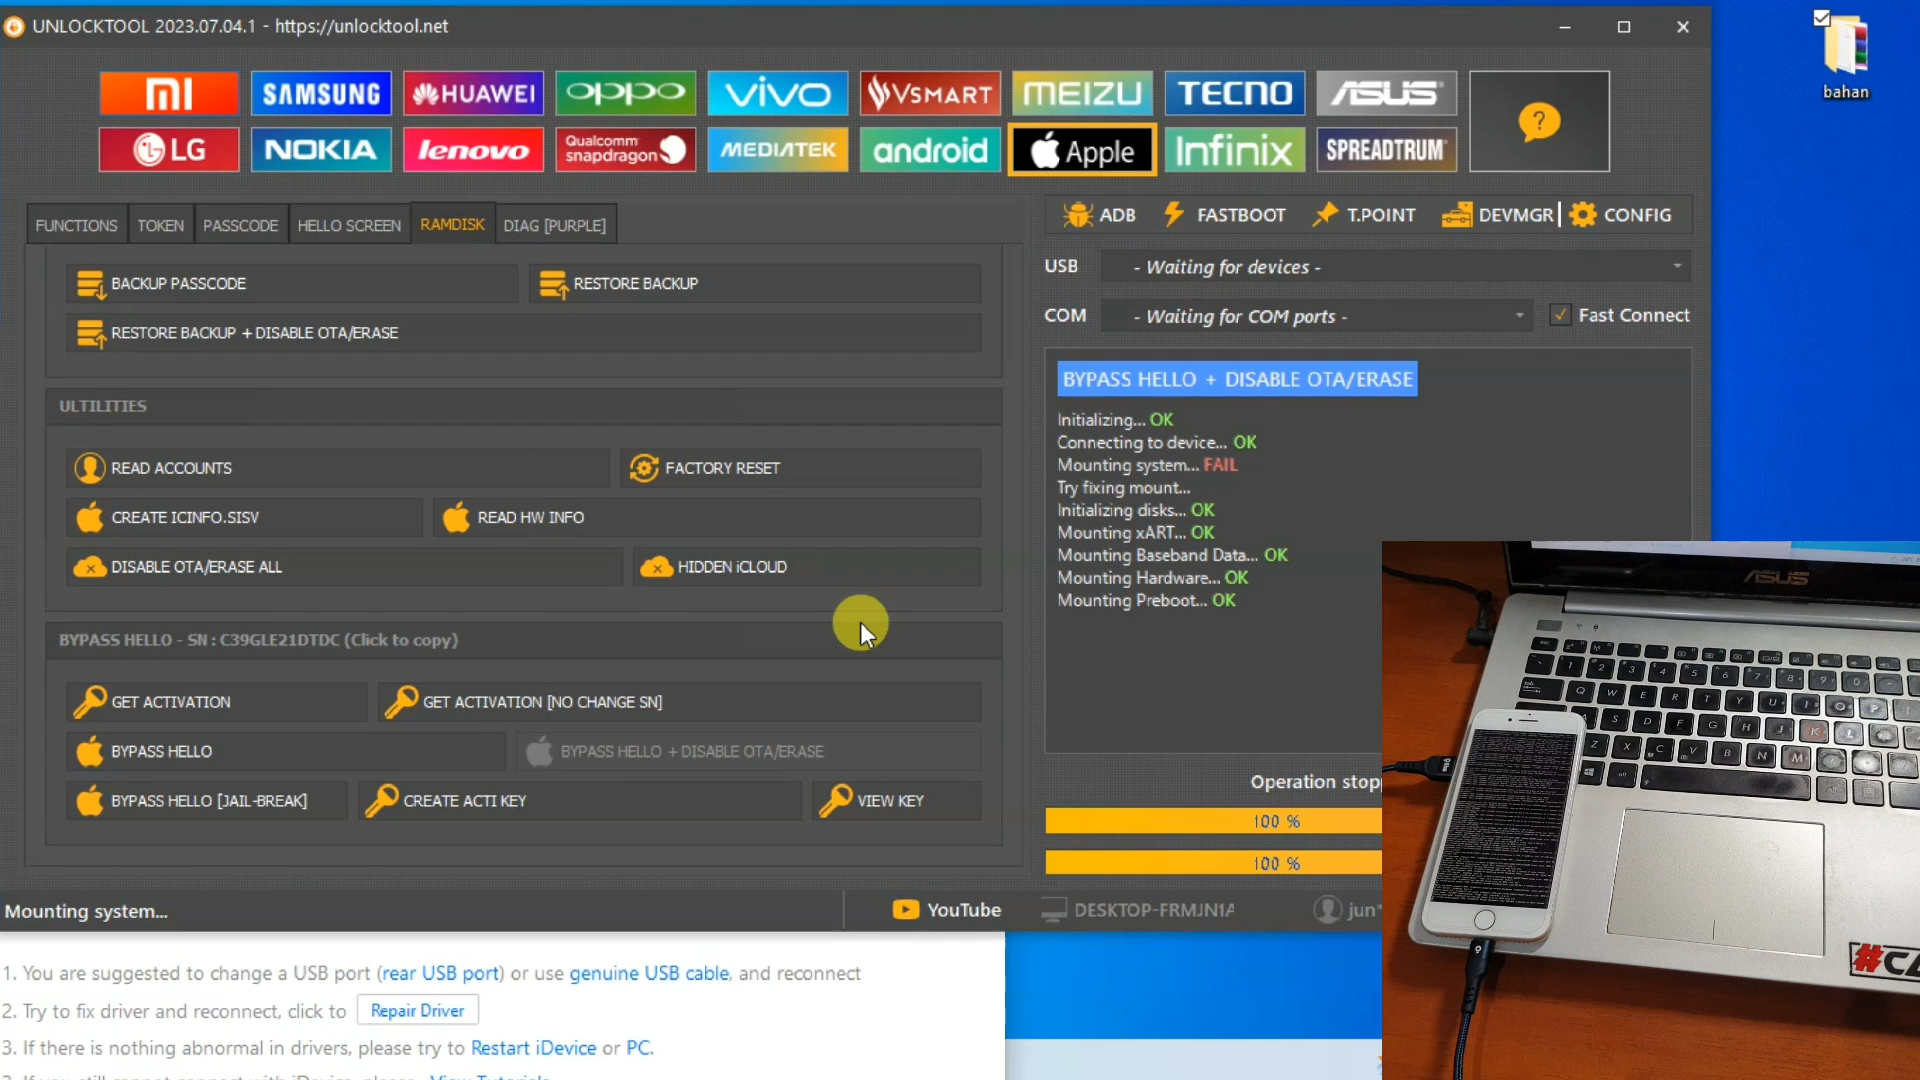 UNLOCKTOOL 2023.07.04.1 - https://unlocktool.net
bahan
MI SAMSUNG HUAWEI oppo vivo VSMART MEIZU TECNO ASUS ?
LG NOKIA lenovo Qualcomm snapdragon MEDIATEK android Apple Infinix SPREADTRUM
FUNCTIONS TOKEN PASSCODE HELLO SCREEN RAMDISK DIAG [PURPLE]
BACKUP PASSCODE RESTORE BACKUP
RESTORE BACKUP + DISABLE OTA/ERASE
ULTILITIES
READ ACCOUNTS FACTORY RESET
CREATE ICINFO.SISV READ HW INFO
DISABLE OTA/ERASE ALL HIDDEN iCLOUD
BYPASS HELLO - SN : C39GLE21DTDC (Click to copy)
GET ACTIVATION GET ACTIVATION [NO CHANGE SN]
BYPASS HELLO BYPASS HELLO + DISABLE OTA/ERASE
BYPASS HELLO [JAIL-BREAK] CREATE ACTI KEY VIEW KEY
ADB FASTBOOT T.POINT DEVMGR CONFIG
USB - Waiting for devices -
COM - Waiting for COM ports - Fast Connect
BYPASS HELLO + DISABLE OTA/ERASE
Initializing... OK
Connecting to device... OK
Mounting system... FAIL
Try fixing mount...
Initializing disks... OK
Mounting xART... OK
Mounting Baseband Data... OK
Mounting Hardware... OK
Mounting Preboot... OK
Operation stopp
100 %
100 %
Mounting system... YouTube DESKTOP-FRMJN1A jun*
1. You are suggested to change a USB port (rear USB port) or use genuine USB cable, and reconnect
2. Try to fix driver and reconnect, click to Repair Driver
3. If there is nothing abnormal in drivers, please try to Restart iDevice or PC.
ASUS